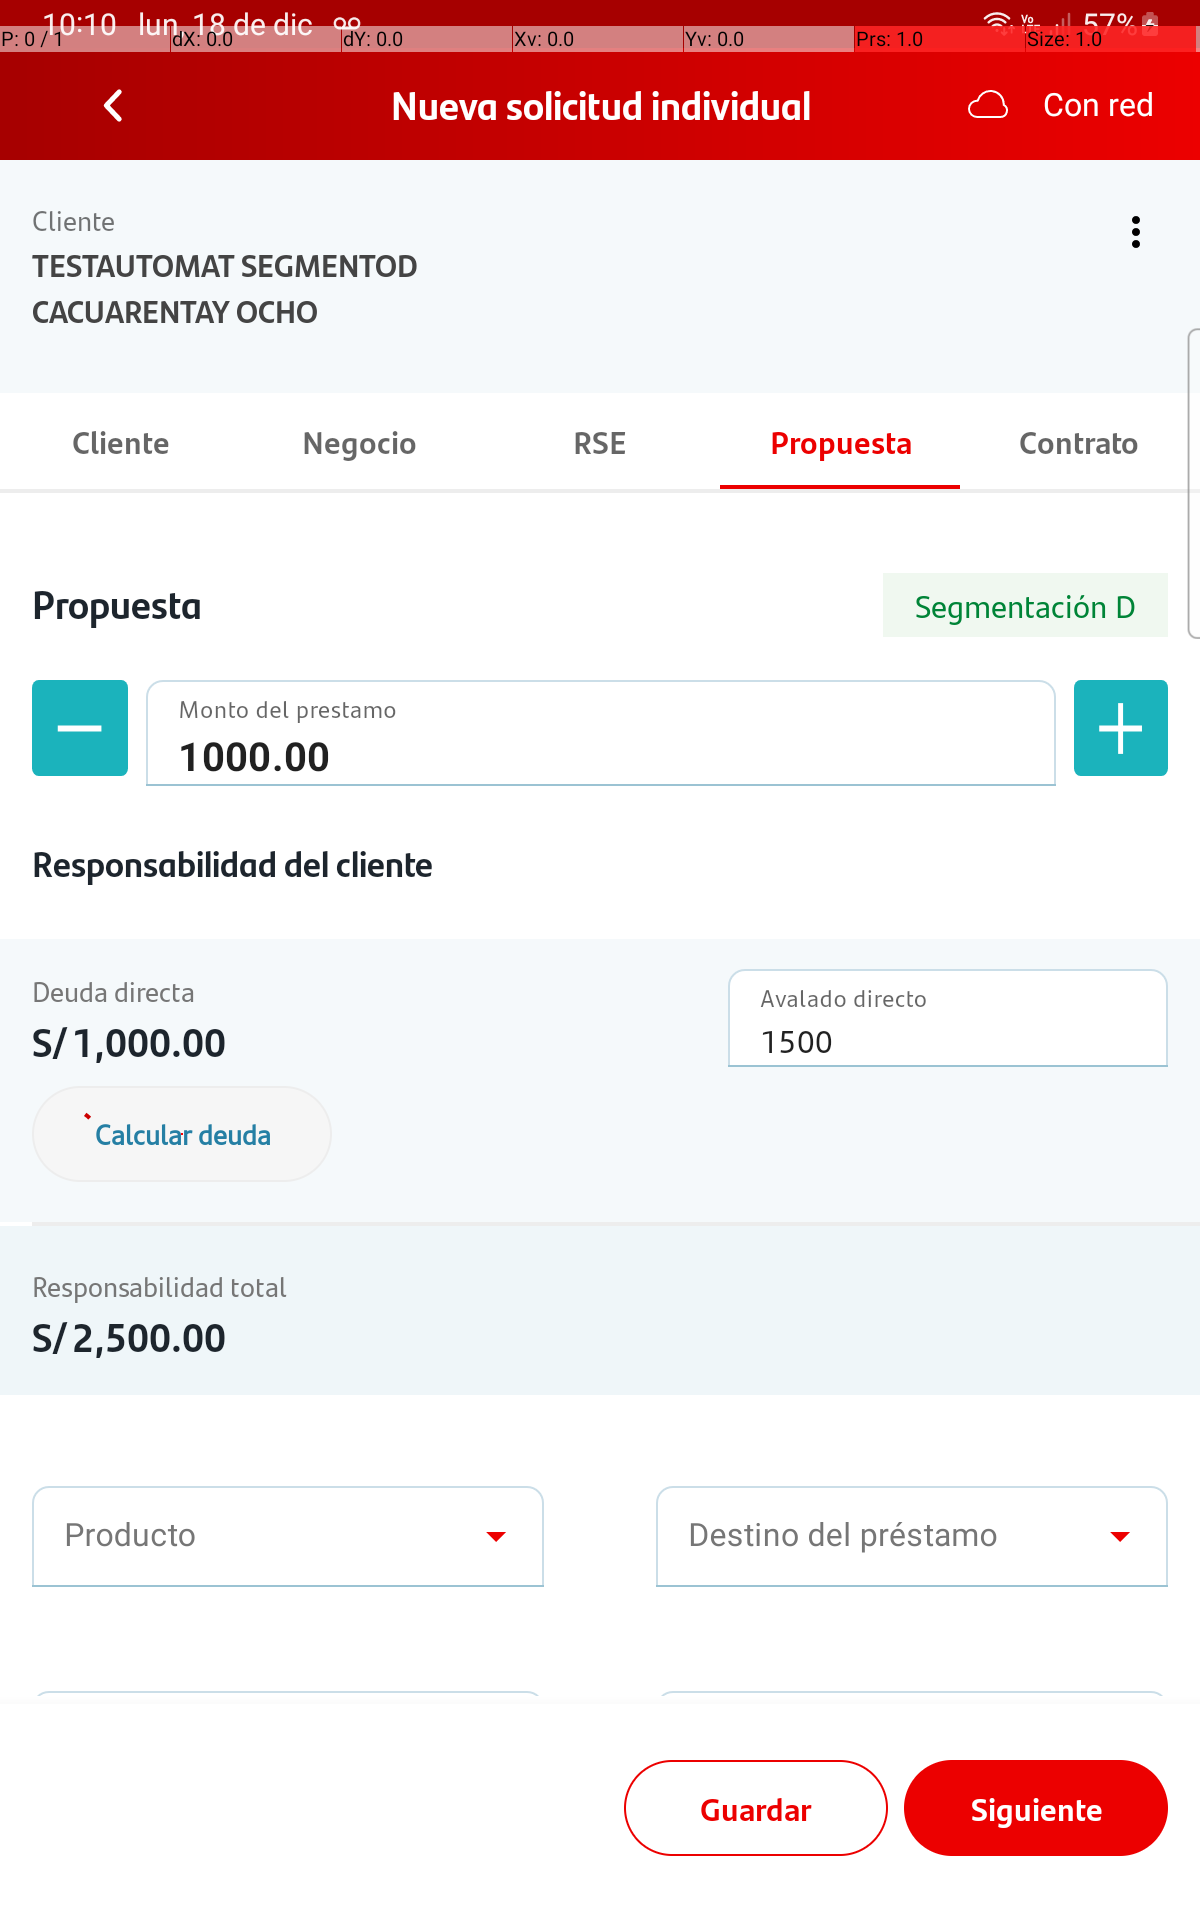 10:10 lun, 18 de dic 57%
P: 0 / 1 dX: 0.0 dY: 0.0 Xv: 0.0 Yv: 0.0 Prs: 1.0 Size: 1.0
Nueva solicitud individual Con red
Cliente
TESTAUTOMAT SEGMENTOD
CACUARENTAY OCHO
Cliente Negocio RSE Propuesta Contrato
Propuesta Segmentación D
Monto del prestamo
1000.00
Responsabilidad del cliente
Deuda directa
S/ 1,000.00
Avalado directo
1500
Calcular deuda
Responsabilidad total
S/ 2,500.00
Producto Destino del préstamo
Guardar Siguiente